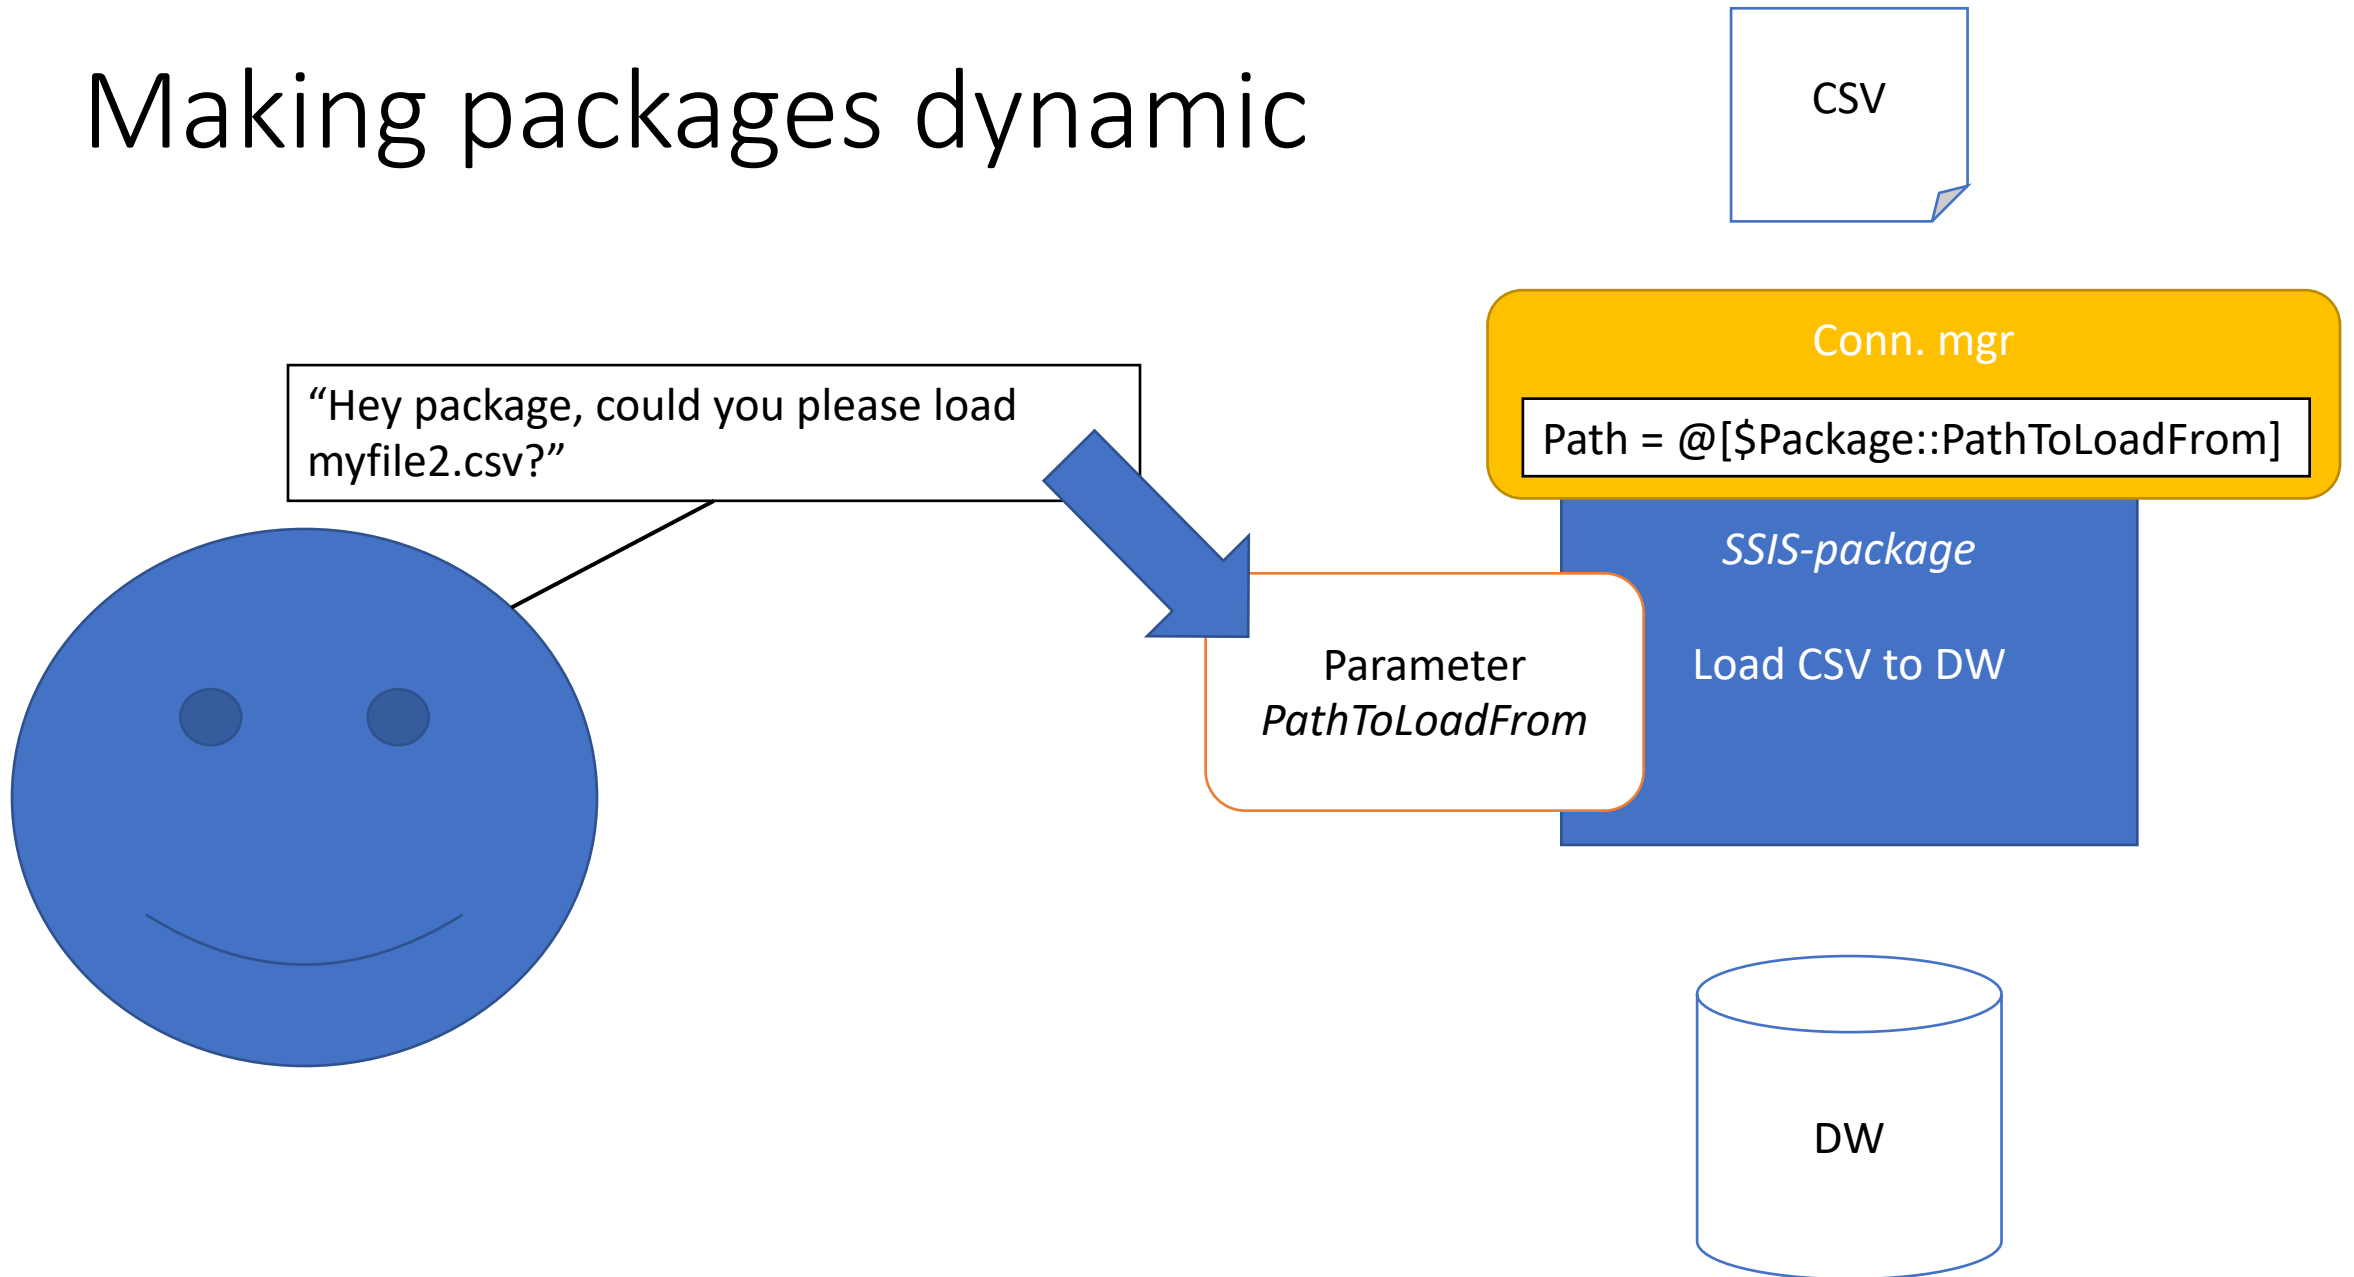 Making packages dynamic
CSV
Conn. mgr
“Hey package, could you please load
myfile2.csv?”
Path = @[$Package::PathToLoadFrom]
SSIS-package
Parameter
PathToLoadFrom
Load CSV to DW
DW